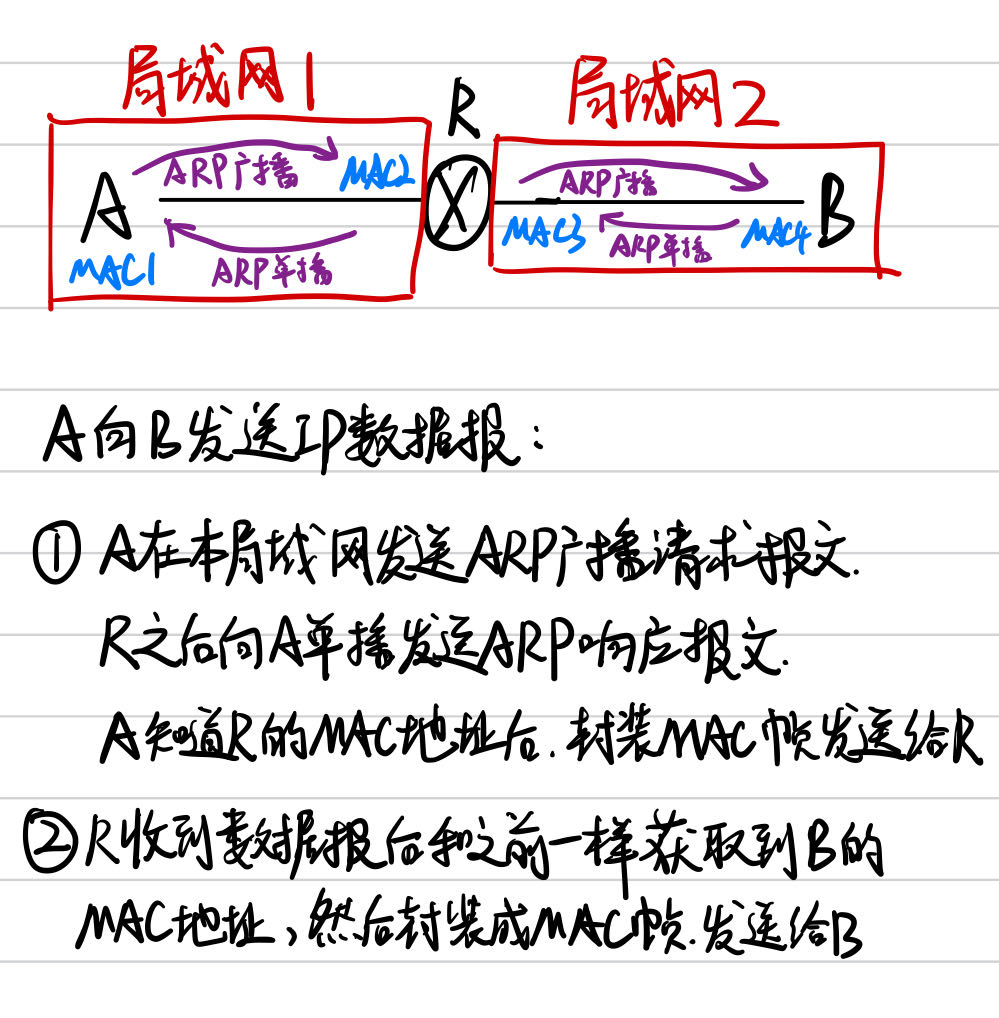 局域网1
R
局域网2
ARP广播
MAC2
ARP广播
A
B
MAC1
ARP单播
MAC3
ARP单播
MAC4
A向B发送IP数据报:
① A在本局域网发送ARP广播请求报文.
R之后向A单播发送ARP响应报文.
A知道R的MAC地址后.封装MAC帧发送给R
②R收到数据报后和之前一样获取到B的
MAC地址,然后封装成MAC帧.发送给B